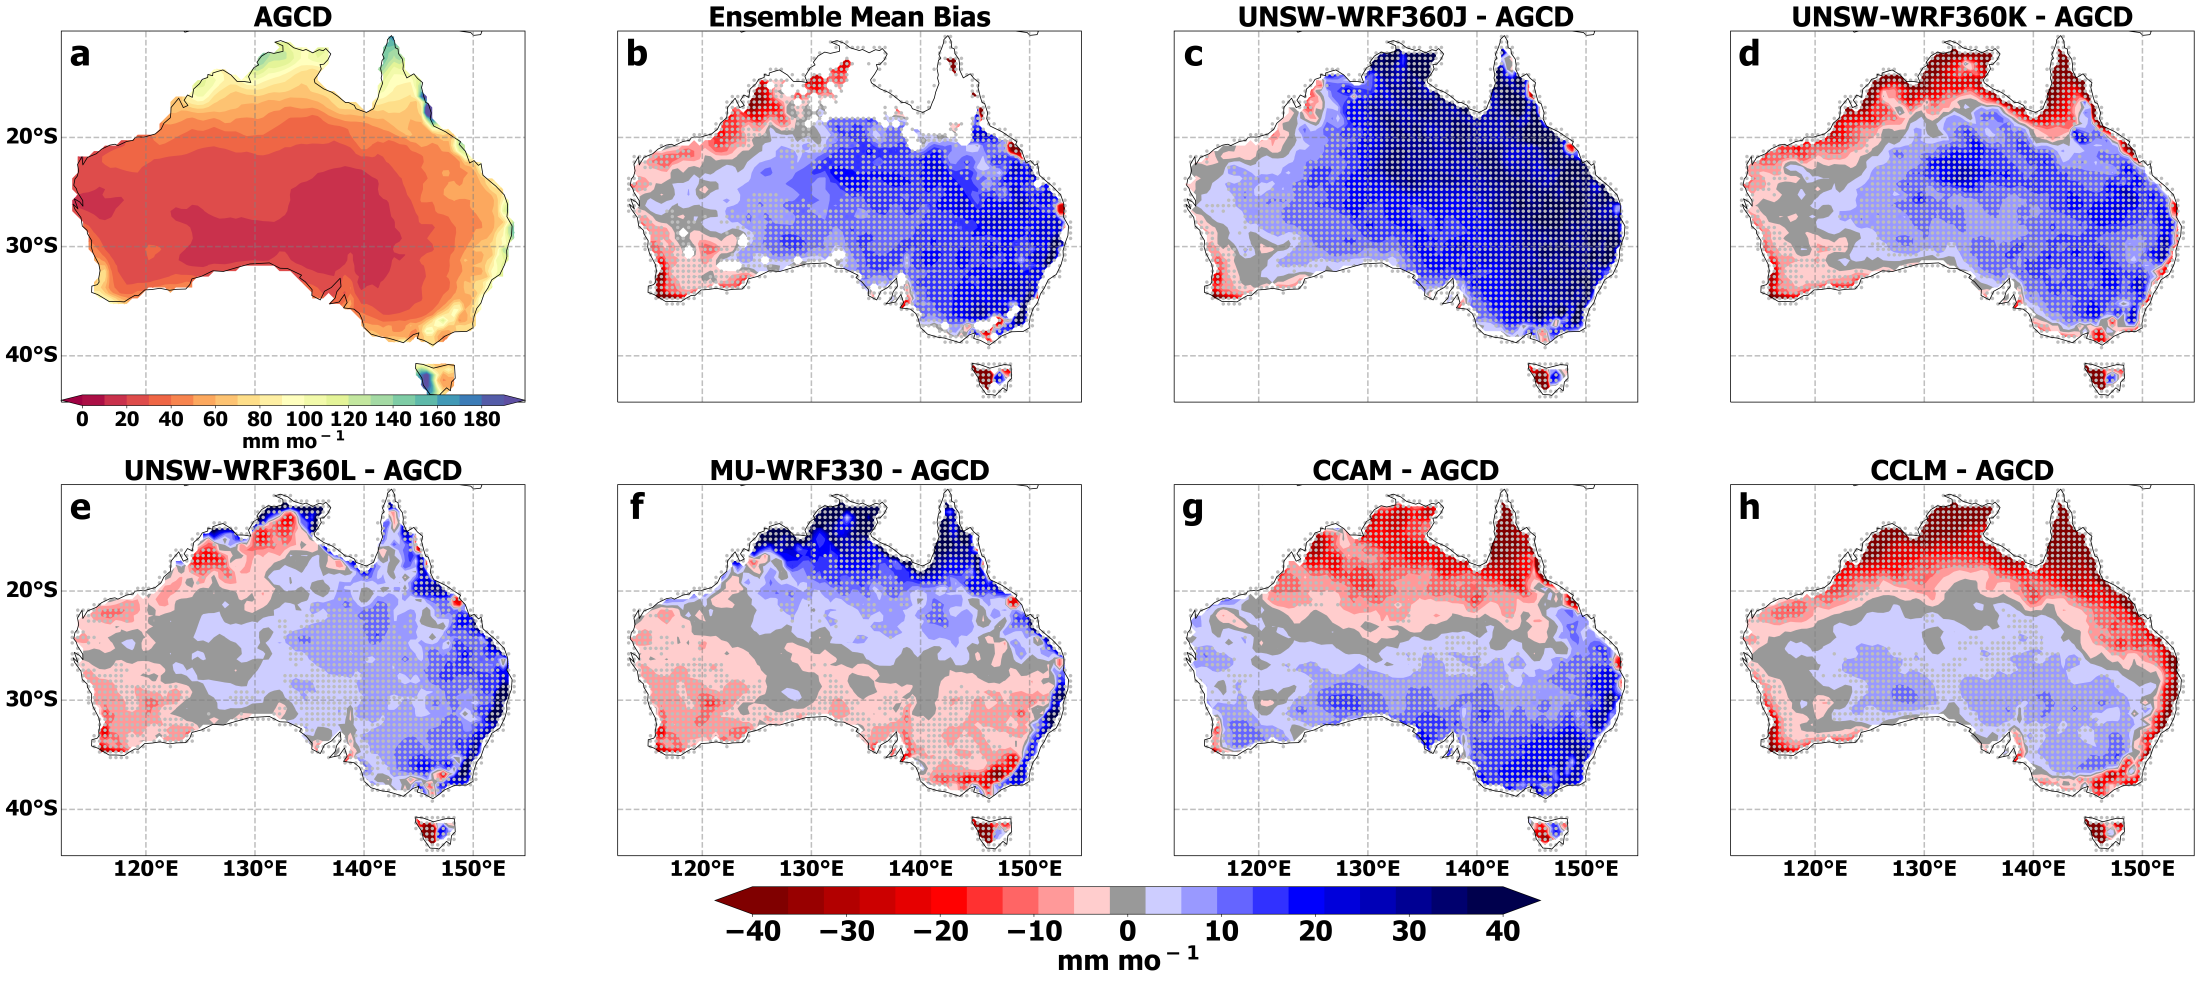 AGCD
Ensemble Mean Bias
UNSW-WRF360J - AGCD
UNSW-WRF360K - AGCD
a
b
c
d
20°S
30°S
40°S
0 20 40 60 80 100 120 140 160 180
mm mo⁻¹
UNSW-WRF360L - AGCD
MU-WRF330 - AGCD
CCAM - AGCD
CCLM - AGCD
e
f
g
h
20°S
30°S
40°S
120°E 130°E 140°E 150°E
120°E 130°E 140°E 150°E
120°E 130°E 140°E 150°E
120°E 130°E 140°E 150°E
−40 −30 −20 −10 0 10 20 30 40
mm mo⁻¹